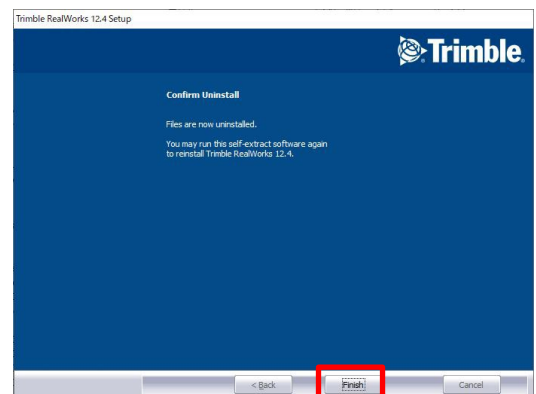 Trimble RealWorks 12.4 Setup
Trimble.
Confirm Uninstall
Files are now uninstalled.
You may run this self-extract software again
to reinstall Trimble RealWorks 12.4.
< Back
Finish
Cancel